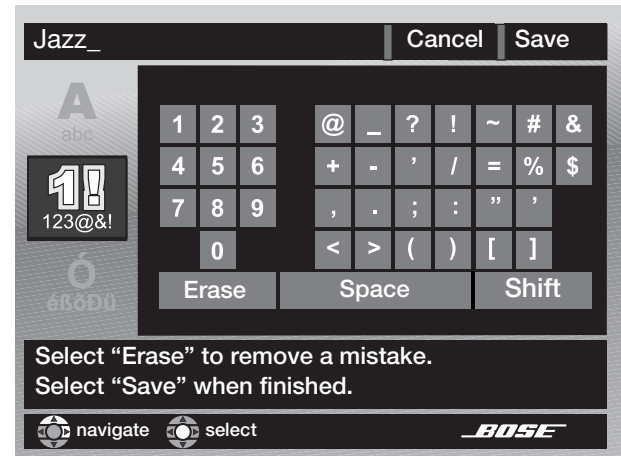 Jazz_ Cancel Save
A
abc
1 2 3 @ _ ? ! ~ # &
4 5 6 + - ’ / = % $
1!
123@&!
7 8 9 , . ; : ” ’
0 < > ( ) [ ]
Ó
éßõÐü
Erase Space Shift
Select “Erase” to remove a mistake.
Select “Save” when finished.
navigate select BOSE